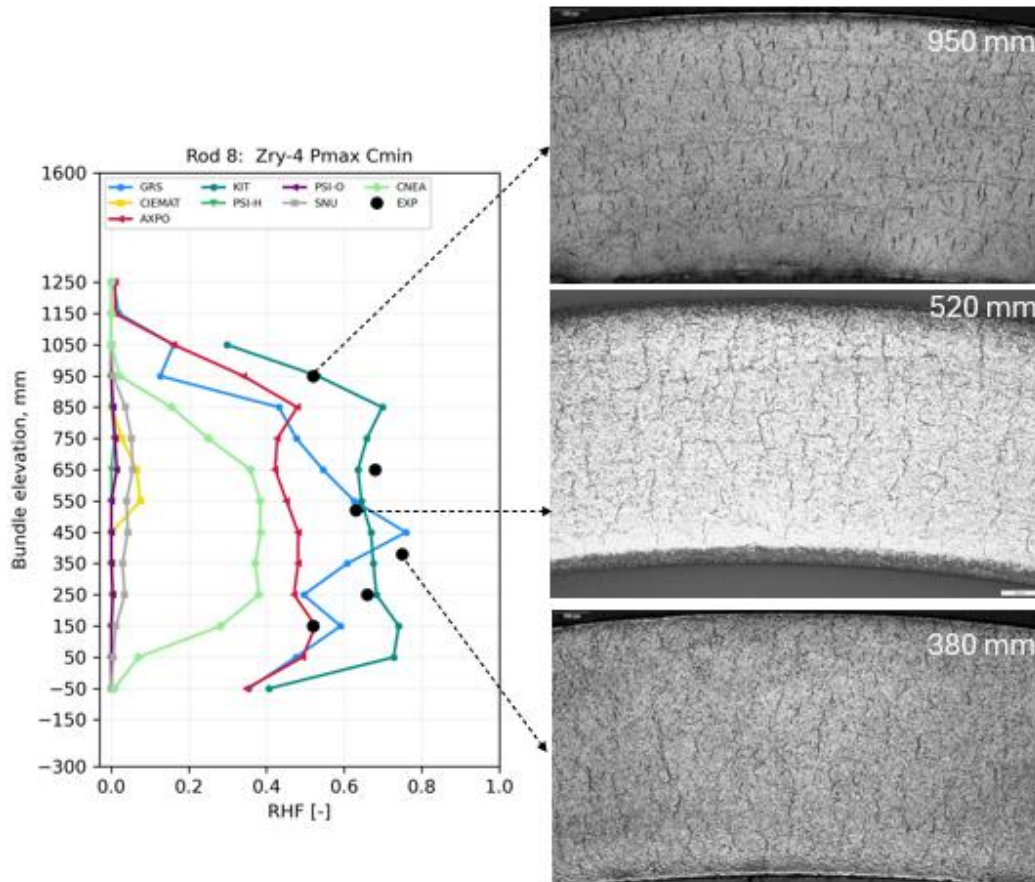 Rod 8: Zry-4 Pmax Cmin
GRS
CIEMAT
AXPO
KIT
PSI-H
PSI-O
SNU
CNEA
EXP
Bundle elevation, mm
1600
1250
1150
1050
950
850
750
650
550
450
350
250
150
50
−50
−150
−300
0.0 0.2 0.4 0.6 0.8 1.0
RHF [-]
950 mm
520 mm
380 mm